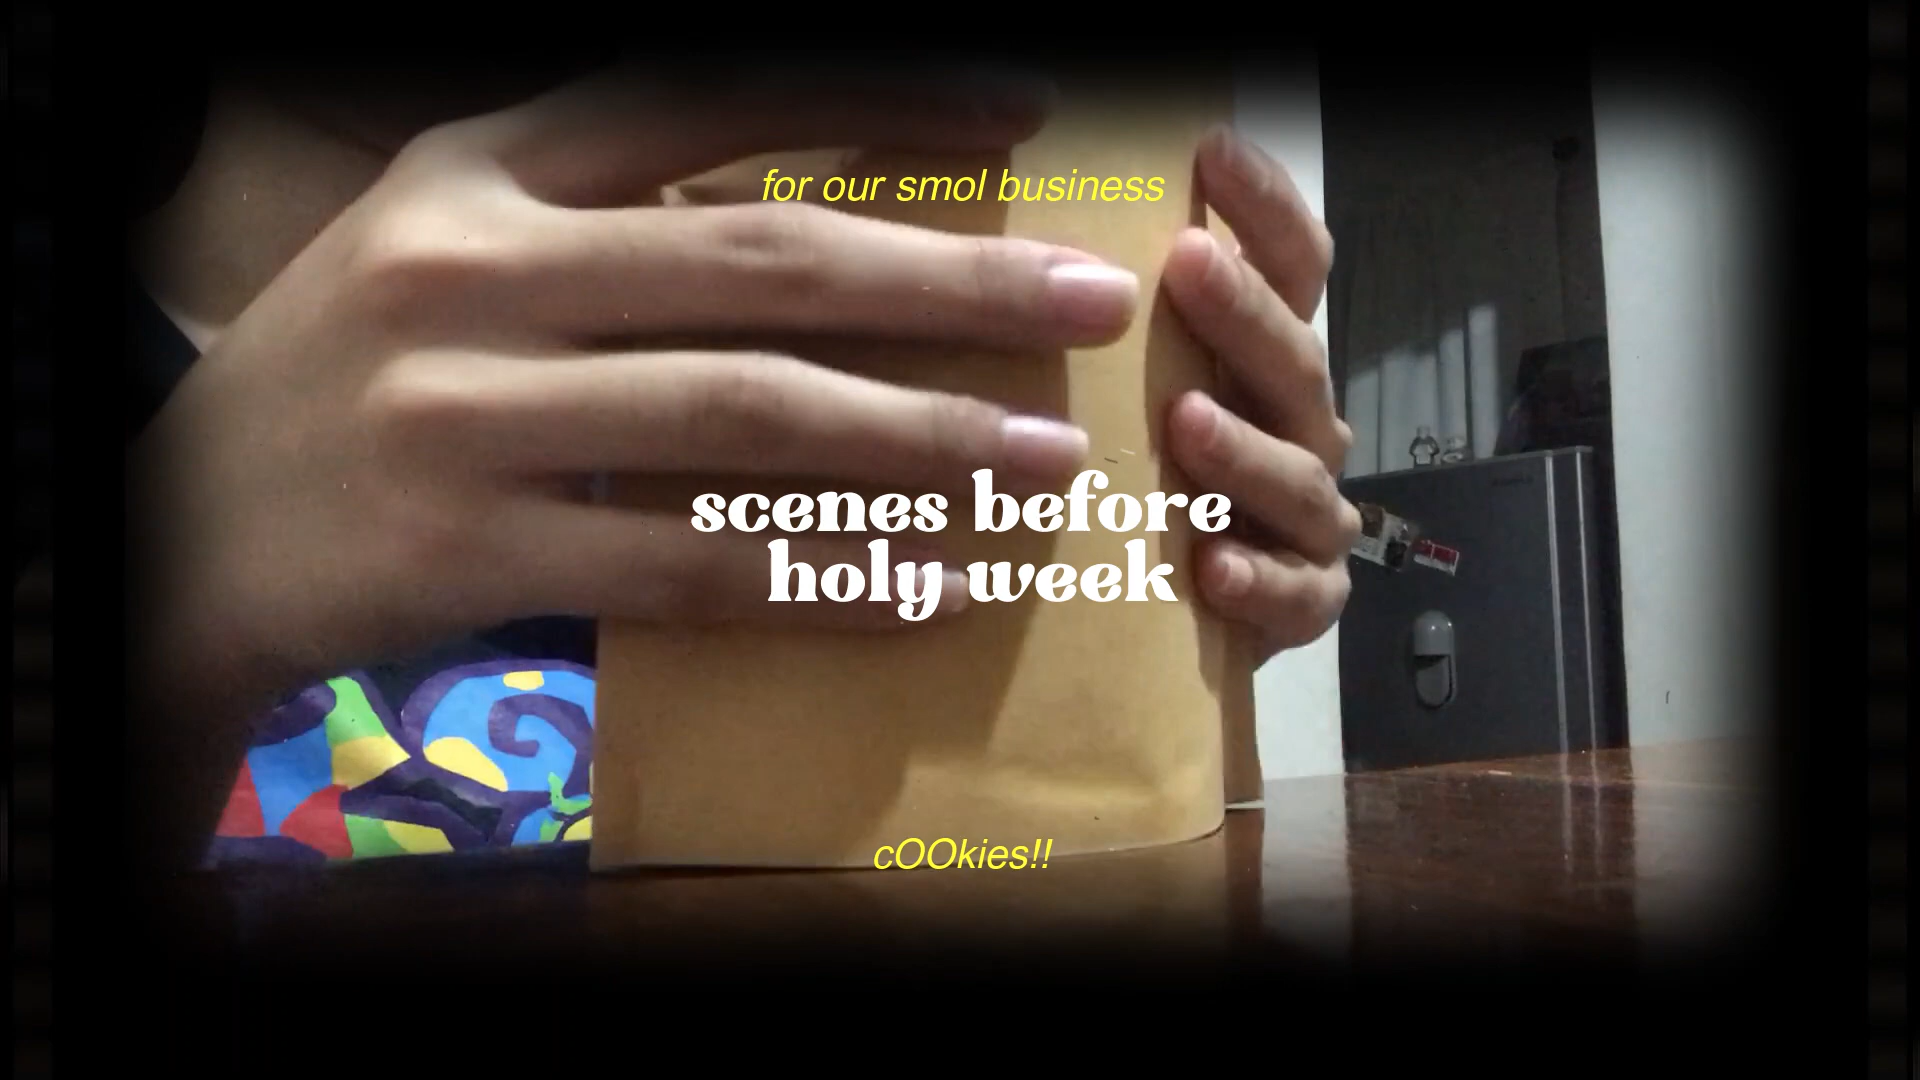 for our smol business
scenes before
holy week
cOOkies!!